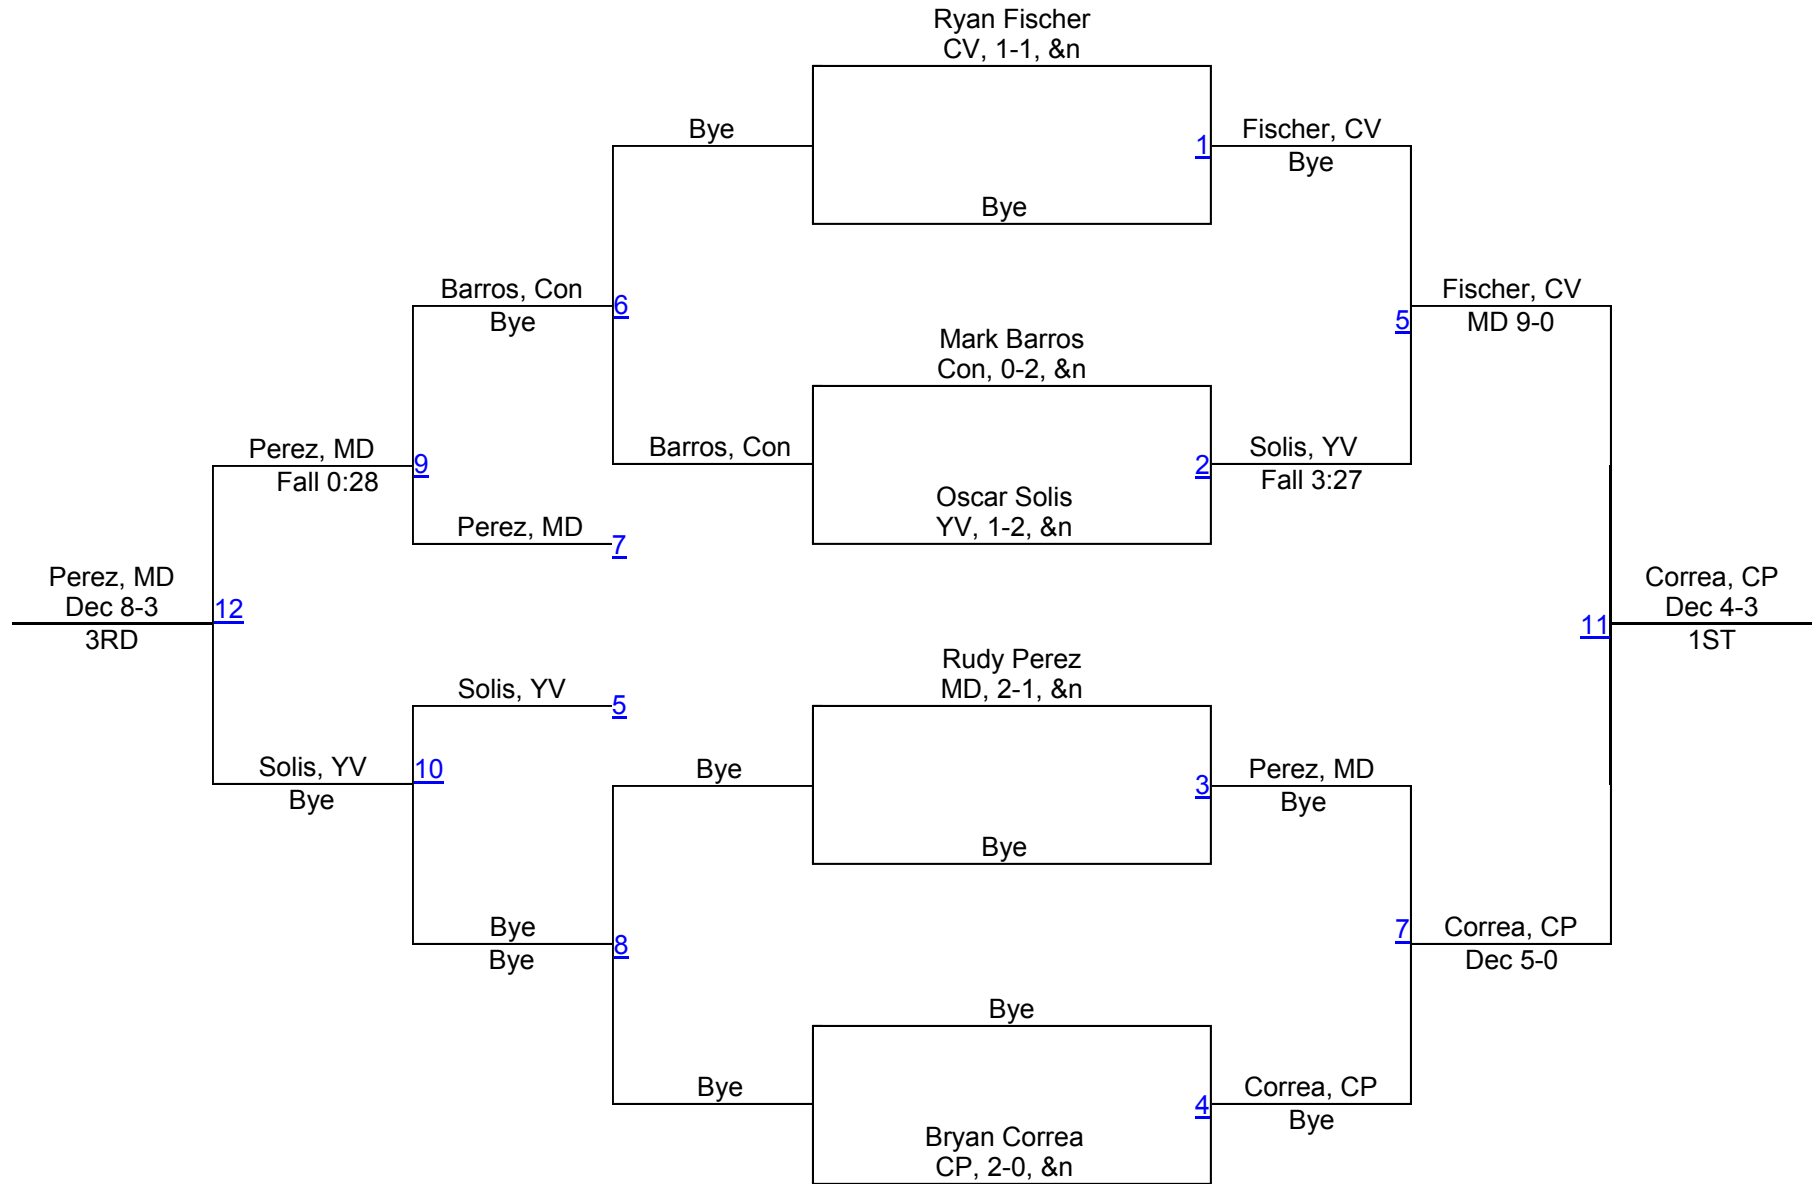 Ryan Fischer
CV, 1-1, &n
Bye
1
Fischer, CV
Bye
Bye
Barros, Con
Bye
6
Fischer, CV
MD 9-0
5
Mark Barros
Con, 0-2, &n
Perez, MD
Fall 0:28
9
Barros, Con
2
Solis, YV
Fall 3:27
Oscar Solis
YV, 1-2, &n
Perez, MD
7
Perez, MD
Dec 8-3
3RD
12
Correa, CP
Dec 4-3
1ST
11
Rudy Perez
MD, 2-1, &n
Solis, YV
5
Solis, YV
Bye
10
Bye
3
Perez, MD
Bye
Bye
Bye
Bye
8
7
Correa, CP
Dec 5-0
Bye
Bye
4
Correa, CP
Bye
Bryan Correa
CP, 2-0, &n